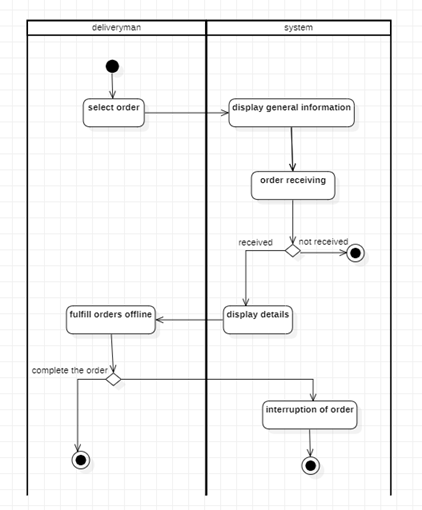 deliveryman
system
select order
display general information
order receiving
received
not received
fulfill orders offline
display details
complete the order
interruption of order